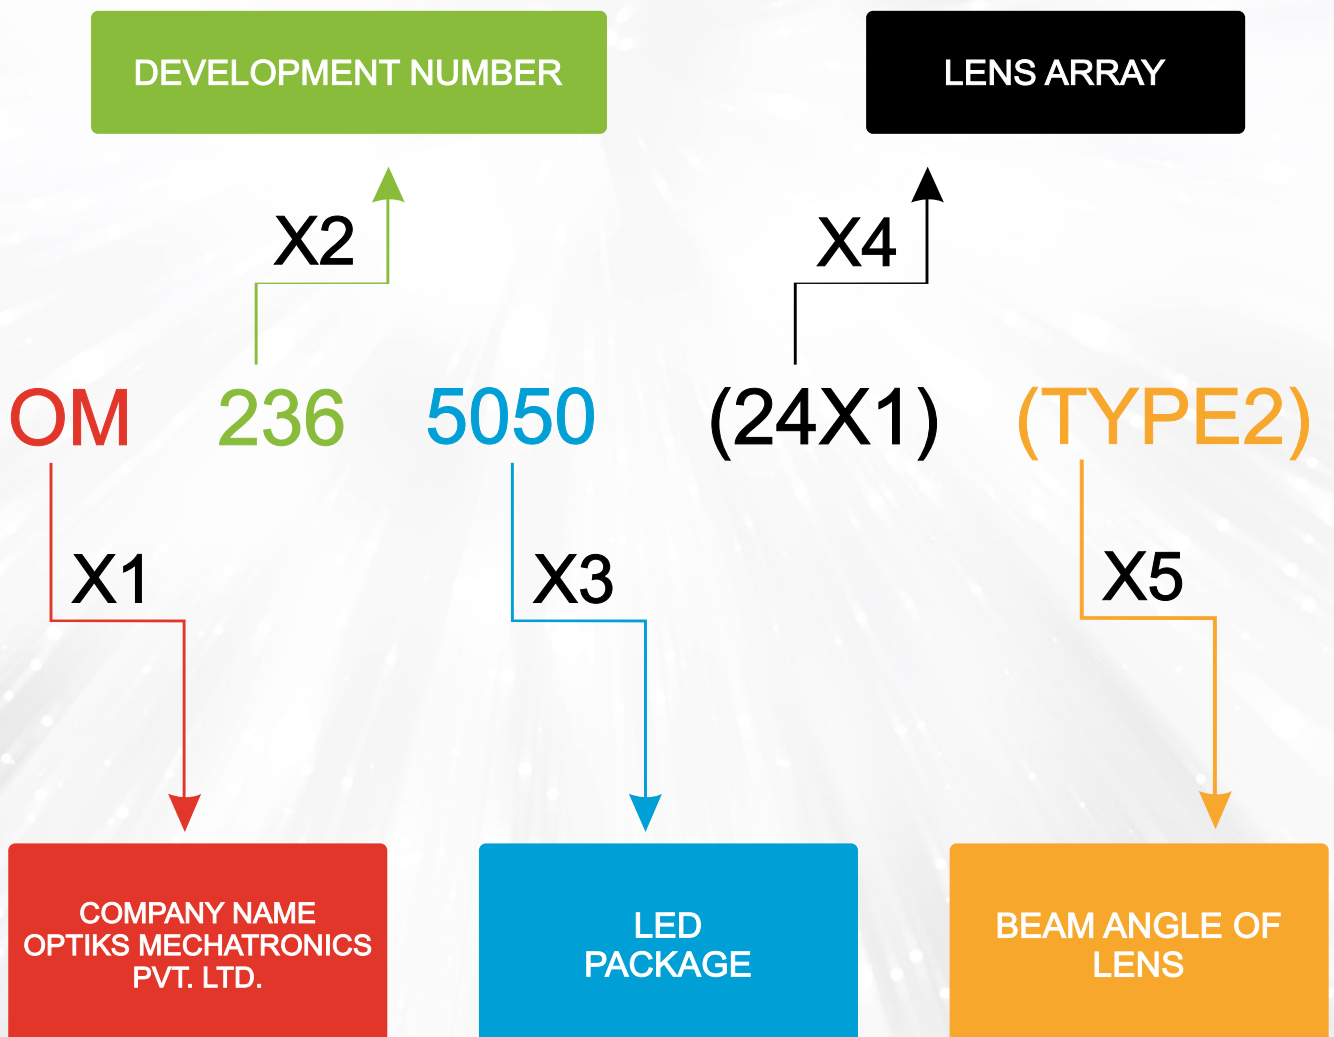 DEVELOPMENT NUMBER
LENS ARRAY
X2
X4
OM 236 5050 (24X1) (TYPE2)
X1
X3
X5
COMPANY NAME
OPTIKS MECHATRONICS
PVT. LTD.
LED
PACKAGE
BEAM ANGLE OF
LENS